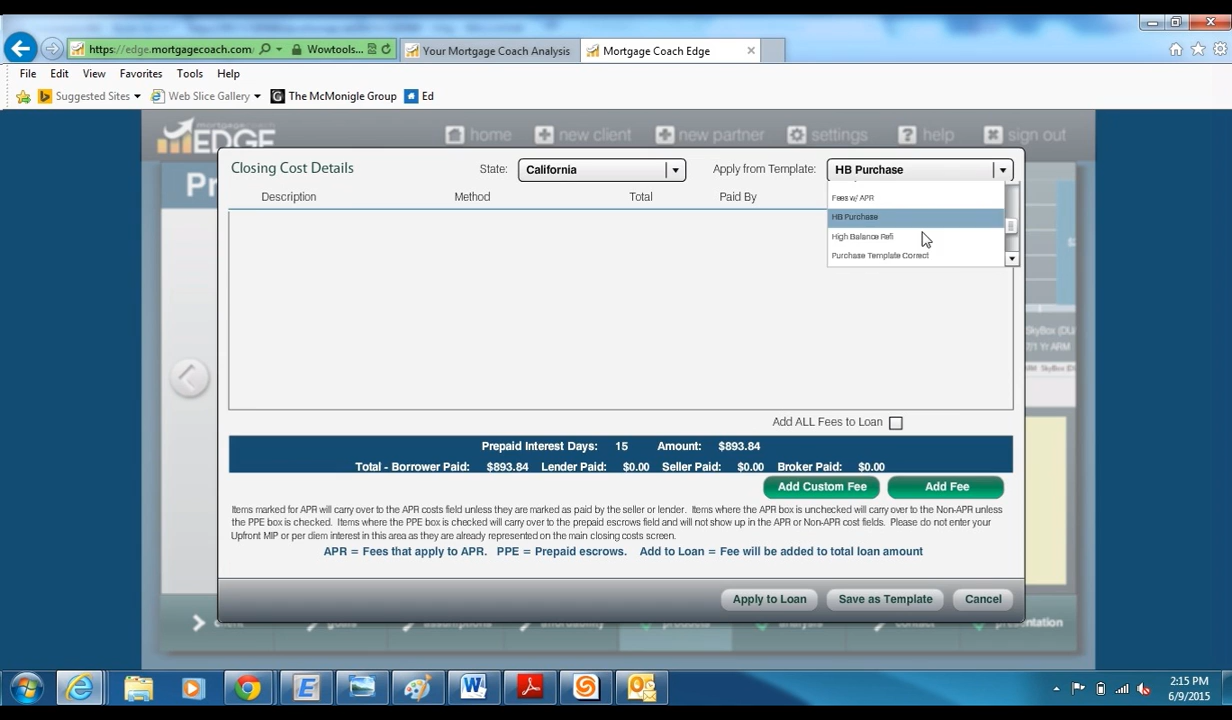 https://edge.mortgagecoach.com
Wowtools...
Your Mortgage Coach Analysis
Mortgage Coach Edge
File Edit View Favorites Tools Help
Suggested Sites
Web Slice Gallery
The McMonigle Group
Ed
EDGE
home
new client
new partner
settings
help
sign out
Closing Cost Details
State: California
Apply from Template: HB Purchase
Description Method Total Paid By
Fees w/ APR
HB Purchase
High Balance Refi
Purchase Template Correct
SkyBox (DU
7/1 Yr ARM
Add ALL Fees to Loan
Prepaid Interest Days: 15 Amount: $893.84
Total - Borrower Paid: $893.84 Lender Paid: $0.00 Seller Paid: $0.00 Broker Paid: $0.00
Add Custom Fee
Add Fee
Items marked for APR will carry over to the APR costs field unless they are marked as paid by the seller or lender. Items where the APR box is unchecked will carry over to the Non-APR unless
the PPE box is checked. Items where the PPE box is checked will carry over to the prepaid escrows field and will not show up in the APR or Non-APR cost fields. Please do not enter your
Upfront MIP or per diem interest in this area as they are already represented on the main closing costs screen.
APR = Fees that apply to APR. PPE = Prepaid escrows. Add to Loan = Fee will be added to total loan amount
Apply to Loan
Save as Template
Cancel
presentation
2:15 PM
6/9/2015